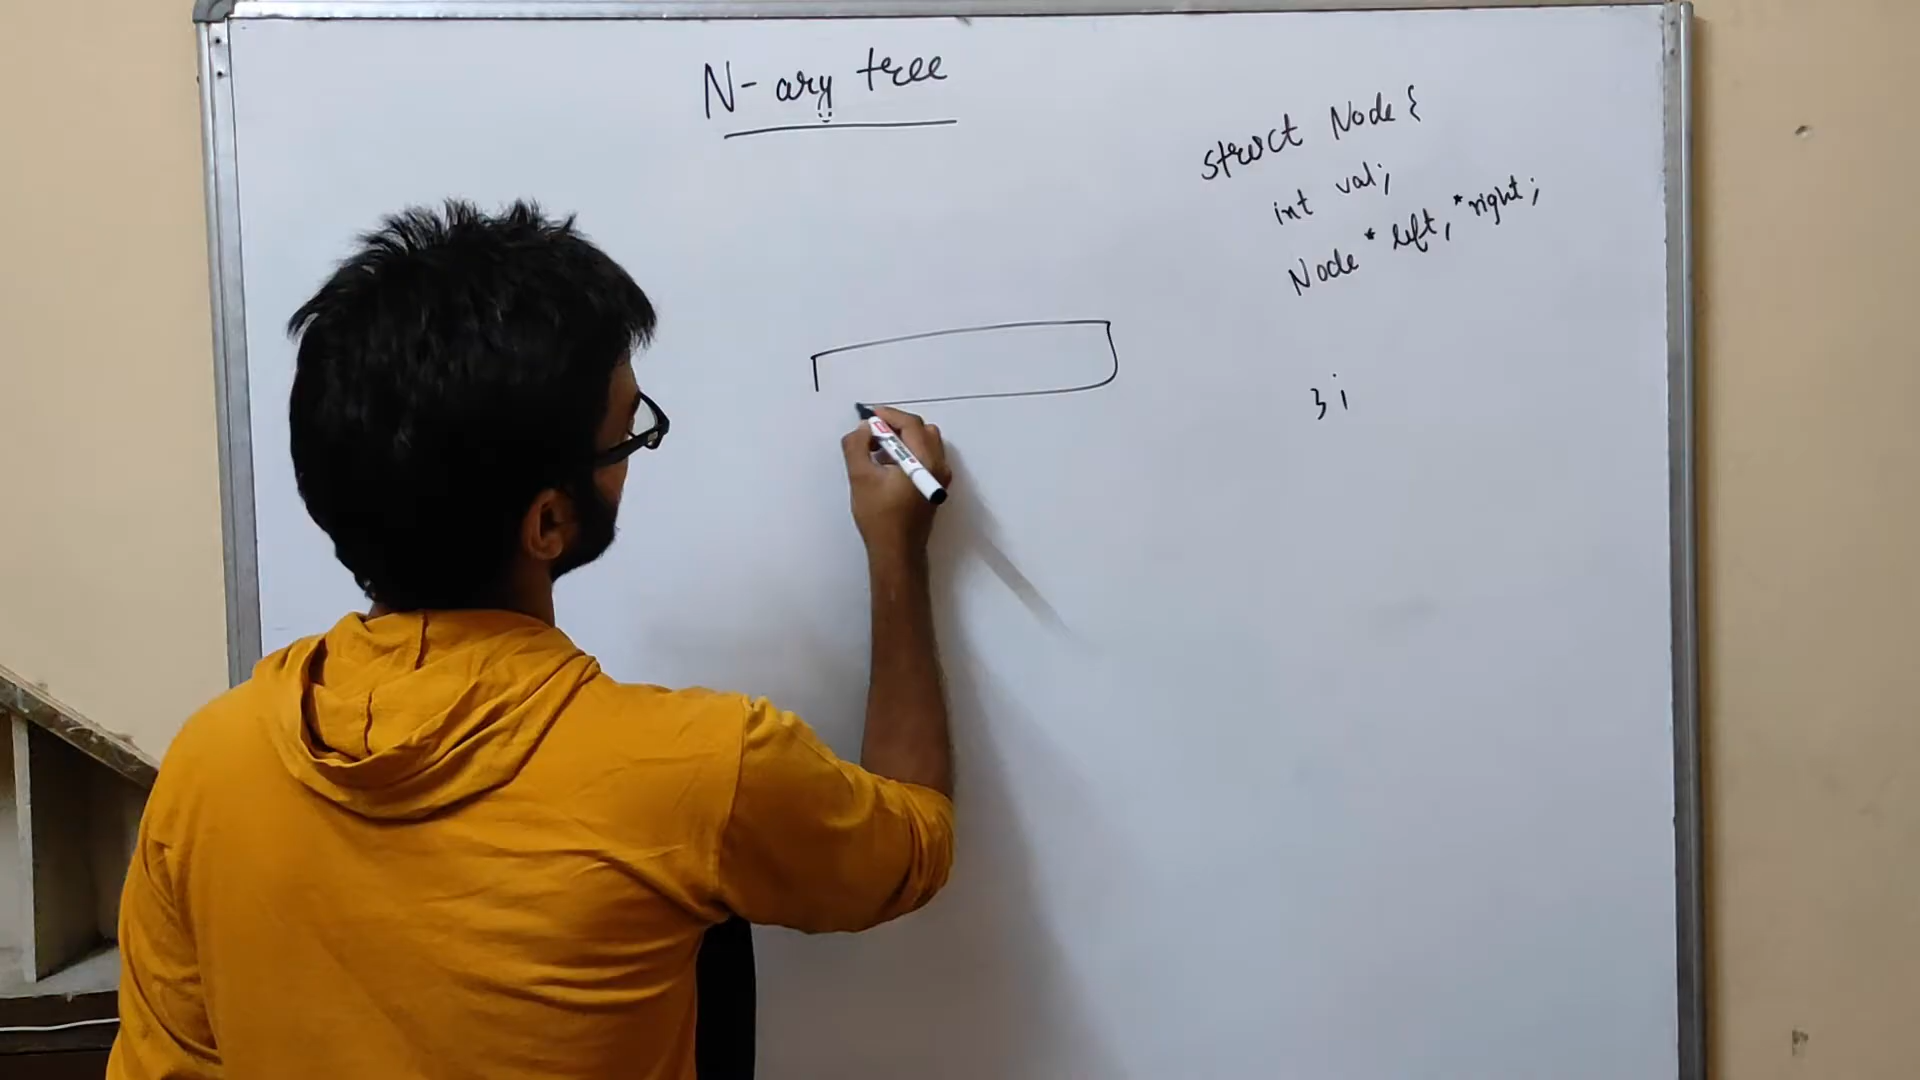 N-ary tree
struct Node {
int val;
Node * left, *right;
};